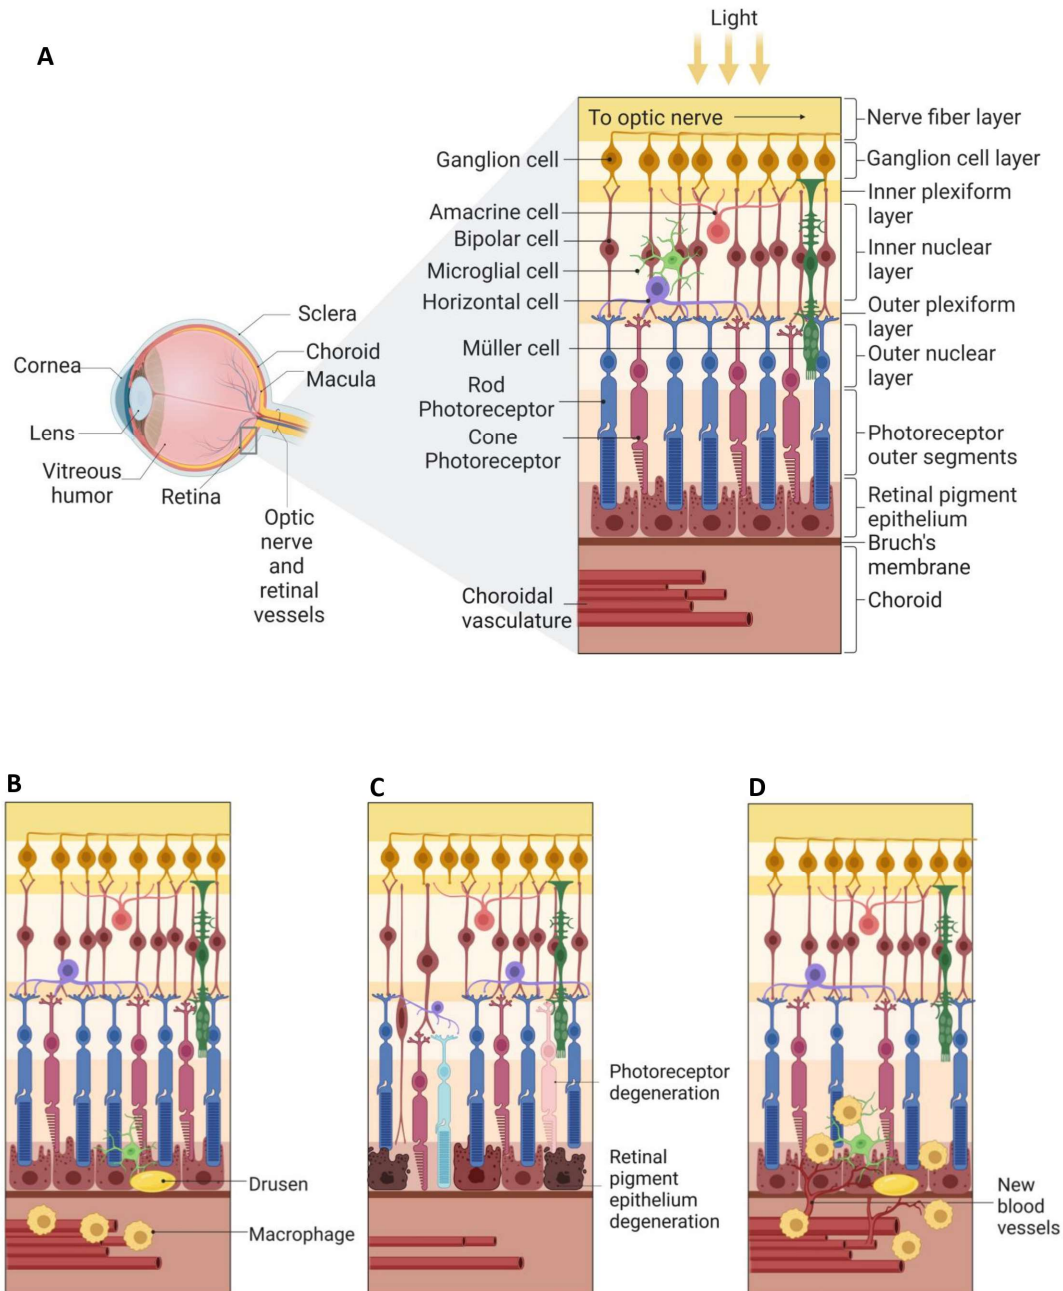 A
Light
To optic nerve
Nerve fiber layer
Ganglion cell
Ganglion cell layer
Inner plexiform
layer
Amacrine cell
Bipolar cell
Inner nuclear
layer
Microglial cell
Horizontal cell
Outer plexiform
layer
Müller cell
Outer nuclear
layer
Rod
Photoreceptor
Cone
Photoreceptor
Photoreceptor
outer segments
Retinal pigment
epithelium
Bruch's
membrane
Choroidal
vasculature
Choroid
Sclera
Choroid
Macula
Cornea
Lens
Vitreous
humor
Retina
Optic
nerve
and
retinal
vessels
B
Drusen
Macrophage
C
Photoreceptor
degeneration
Retinal
pigment
epithelium
degeneration
D
New
blood
vessels